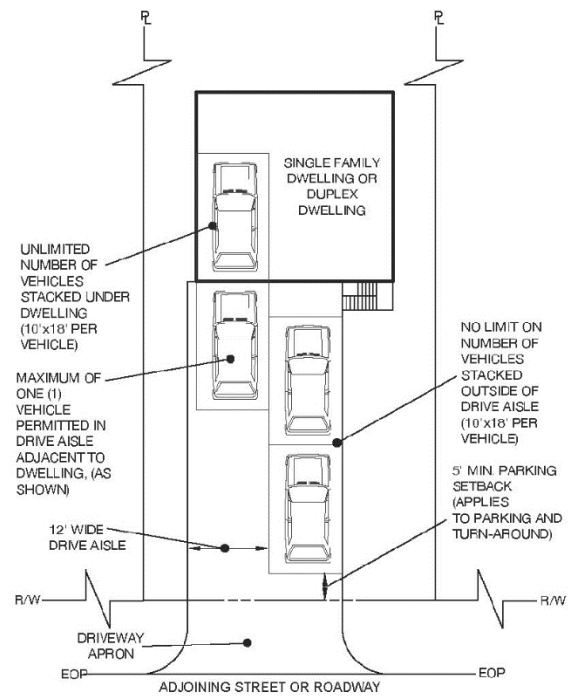 PL
PL
SINGLE FAMILY
DWELLING OR
DUPLEX
DWELLING
UNLIMITED
NUMBER OF
VEHICLES
STACKED UNDER
DWELLING
(10'x18' PER
VEHICLE)
MAXIMUM OF
ONE (1)
VEHICLE
PERMITTED IN
DRIVE AISLE
ADJACENT TO
DWELLING, (AS
SHOWN)
NO LIMIT ON
NUMBER OF
VEHICLES
STACKED
OUTSIDE OF
DRIVE AISLE
(10'x18' PER
VEHICLE)
5' MIN. PARKING
SETBACK
(APPLIES
TO PARKING AND
TURN-AROUND)
12' WIDE
DRIVE AISLE
R/W
R/W
DRIVEWAY
APRON
EOP
EOP
ADJOINING STREET OR ROADWAY